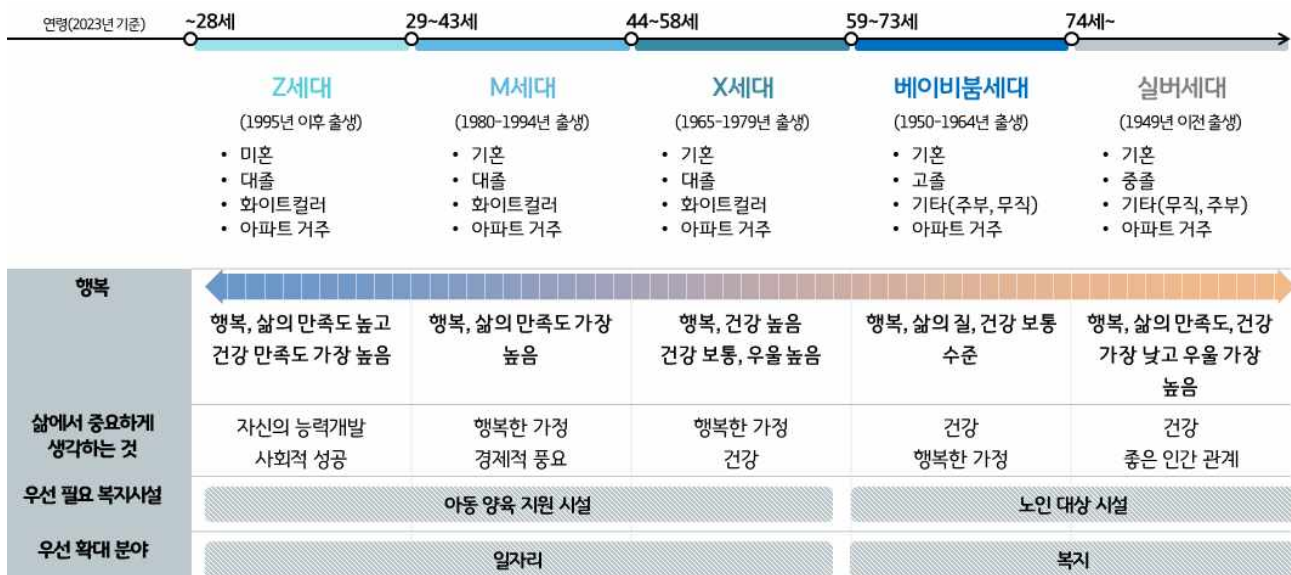 연령(2023년 기준)
~28세
29~43세
44~58세
59~73세
74세~
Z세대
(1995년 이후 출생)
• 미혼
• 대졸
• 화이트컬러
• 아파트 거주
M세대
(1980-1994년 출생)
• 기혼
• 대졸
• 화이트컬러
• 아파트 거주
X세대
(1965-1979년 출생)
• 기혼
• 대졸
• 화이트컬러
• 아파트 거주
베이비붐세대
(1950-1964년 출생)
• 기혼
• 고졸
• 기타(주부, 무직)
• 아파트 거주
실버세대
(1949년 이전 출생)
• 기혼
• 중졸
• 기타(무직, 주부)
• 아파트 거주
행복
행복, 삶의 만족도 높고
건강 만족도 가장 높음
행복, 삶의 만족도 가장
높음
행복, 건강 높음
건강 보통, 우울 높음
행복, 삶의 질, 건강 보통
수준
행복, 삶의 만족도, 건강
가장 낮고 우울 가장
높음
삶에서 중요하게
생각하는 것
자신의 능력개발
사회적 성공
행복한 가정
경제적 풍요
행복한 가정
건강
건강
행복한 가정
건강
좋은 인간 관계
우선 필요 복지시설
아동 양육 지원 시설
노인 대상 시설
우선 확대 분야
일자리
복지